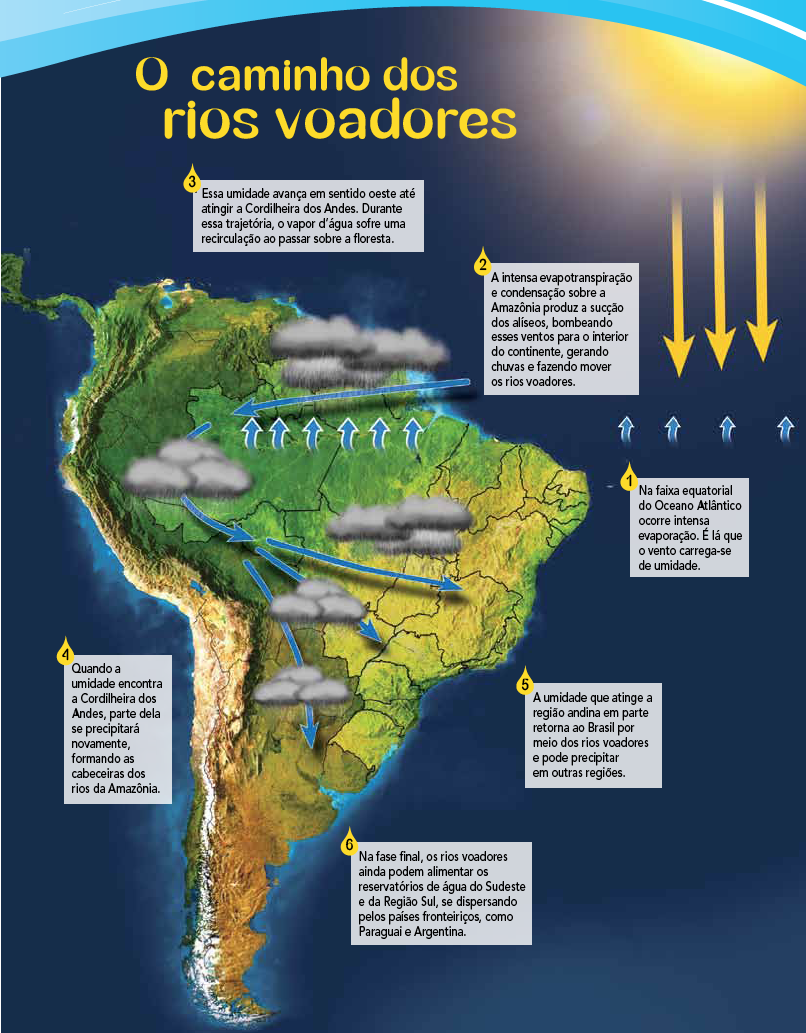 O caminho dos
rios voadores
3
Essa umidade avança em sentido oeste até
atingir a Cordilheira dos Andes. Durante
essa trajetória, o vapor d’água sofre uma
recirculação ao passar sobre a floresta.
2
A intensa evapotranspiração
e condensação sobre a
Amazônia produz a sucção
dos alíseos, bombeando
esses ventos para o interior
do continente, gerando
chuvas e fazendo mover
os rios voadores.
1
Na faixa equatorial
do Oceano Atlântico
ocorre intensa
evaporação. É lá que
o vento carrega-se
de umidade.
4
Quando a
umidade encontra
a Cordilheira dos
Andes, parte dela
se precipitará
novamente,
formando as
cabeceiras dos
rios da Amazônia.
5
A umidade que atinge a
região andina em parte
retorna ao Brasil por
meio dos rios voadores
e pode precipitar
em outras regiões.
6
Na fase final, os rios voadores
ainda podem alimentar os
reservatórios de água do Sudeste
e da Região Sul, se dispersando
pelos países fronteiriços, como
Paraguai e Argentina.